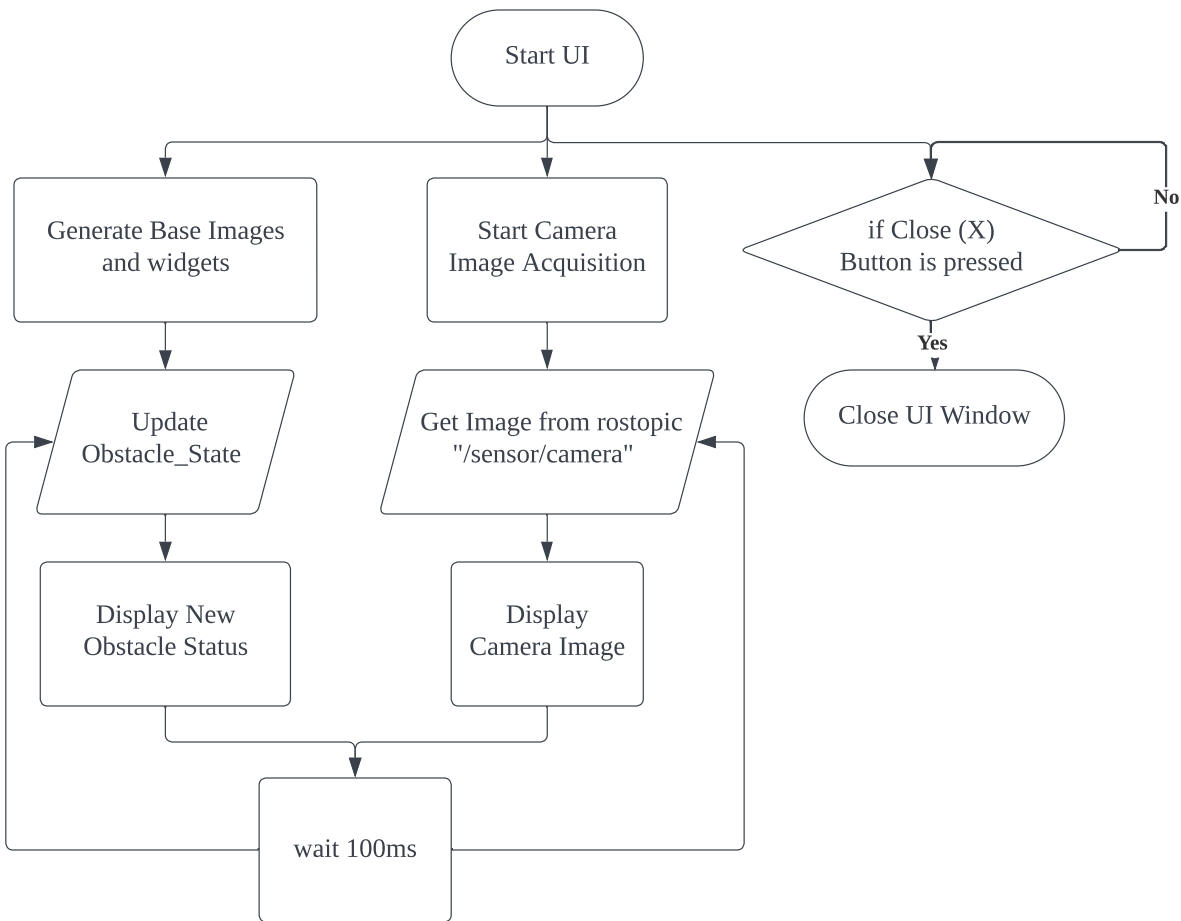 Start UI
Generate Base Images
and widgets
Start Camera
Image Acquisition
if Close (X)
Button is pressed
No
Yes
Update
Obstacle_State
Get Image from rostopic
"/sensor/camera"
Close UI Window
Display New
Obstacle Status
Display
Camera Image
wait 100ms